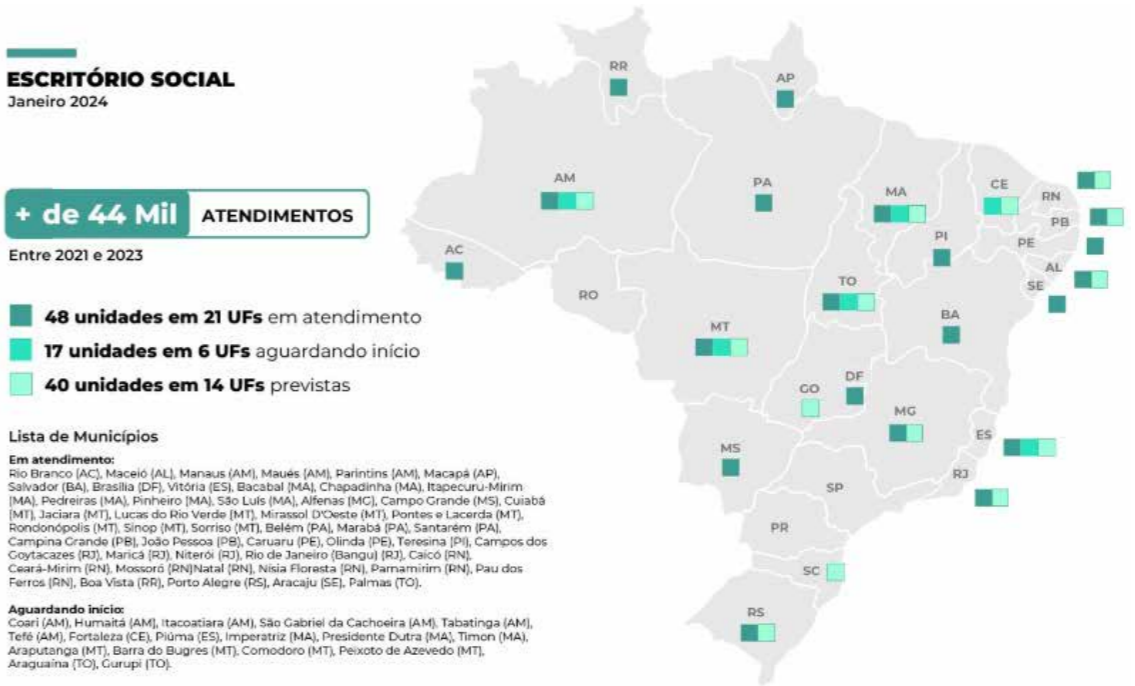 ESCRITÓRIO SOCIAL
Janeiro 2024
+ de 44 Mil ATENDIMENTOS
Entre 2021 e 2023
48 unidades em 21 UFs em atendimento
17 unidades em 6 UFs aguardando início
40 unidades em 14 UFs previstas
Lista de Municípios
Em atendimento:
Rio Branco (AC), Maceió (AL), Manaus (AM), Maués (AM), Parintins (AM), Macapá (AP),
Salvador (BA), Brasília (DF), Vitória (ES), Bacabal (MA), Chapadinha (MA), Itapecuru-Mirim
(MA), Pedreiras (MA), Pinheiro (MA), São Luís (MA), Alfenas (MG), Campo Grande (MS), Cuiabá
(MT), Jaciara (MT), Lucas do Rio Verde (MT), Mirassol D'Oeste (MT), Pontes e Lacerda (MT),
Rondonópolis (MT), Sinop (MT), Sorriso (MT), Belém (PA), Marabá (PA), Santarém (PA),
Campina Grande (PB), João Pessoa (PB), Caruaru (PE), Olinda (PE), Teresina (PI), Campos dos
Goytacazes (RJ), Maricá (RJ), Niterói (RJ), Rio de Janeiro (Bangu) (RJ), Caicó (RN),
Ceará-Mirim (RN), Mossoró (RN)Natal (RN), Nísia Floresta (RN), Parnamirim (RN), Pau dos
Ferros (RN), Boa Vista (RR), Porto Alegre (RS), Aracaju (SE), Palmas (TO).
Aguardando início:
Coari (AM), Humaitá (AM), Itacoatiara (AM), São Gabriel da Cachoeira (AM), Tabatinga (AM),
Tefé (AM), Fortaleza (CE), Piúma (ES), Imperatriz (MA), Presidente Dutra (MA), Timon (MA),
Araputanga (MT), Barra do Bugres (MT), Comodoro (MT), Peixoto de Azevedo (MT),
Araguaína (TO), Gurupi (TO).
RR
AP
AM
PA
MA
CE
RN
PB
PI
PE
AC
AL
RO
TO
SE
BA
MT
DF
GO
MG
ES
MS
RJ
SP
PR
SC
RS